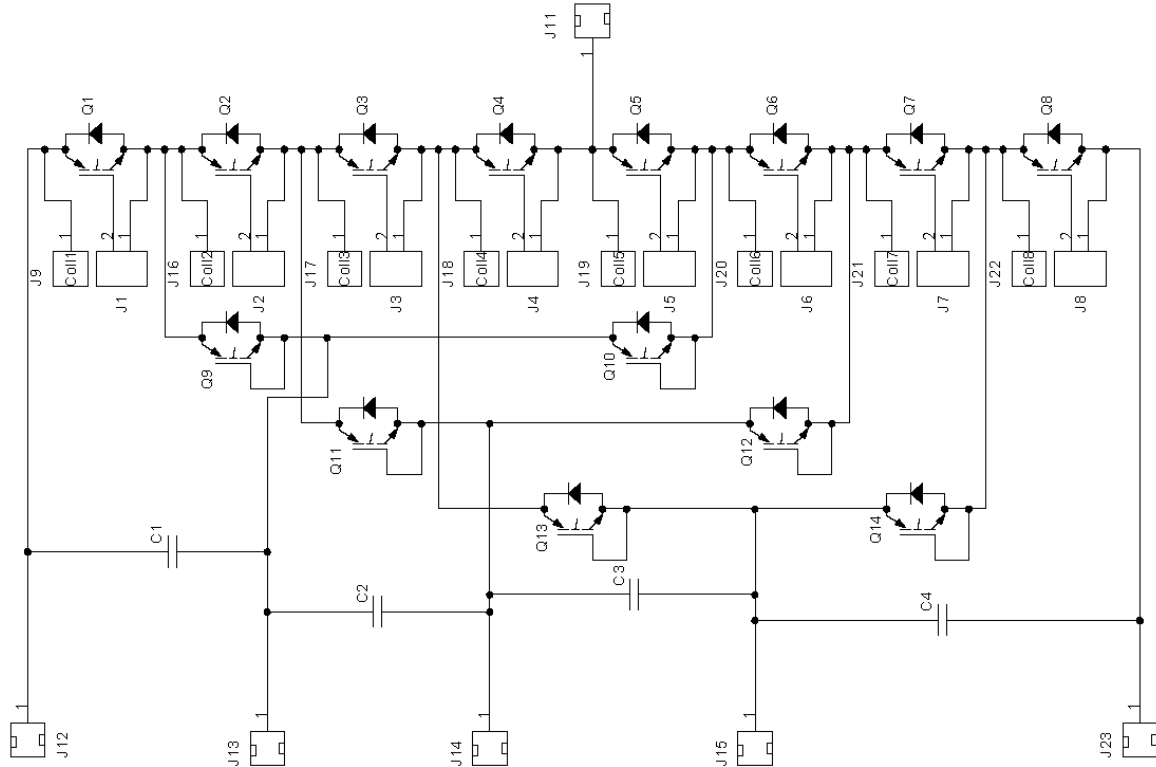 J11
1
Q1
Q2
Q3
Q4
Q5
Q6
Q7
Q8
J9
Coll1
1
2
1
J1
J16
Coll2
1
2
1
J2
J17
Coll3
1
2
1
J3
J18
Coll4
1
2
1
J4
J19
Coll5
1
2
1
J5
J20
Coll6
1
2
1
J6
J21
Coll7
1
2
1
J7
J22
Coll8
1
2
1
J8
Q9
Q10
Q11
Q12
Q13
Q14
C1
C2
C3
C4
1
J12
1
J13
1
J14
1
J15
1
J23